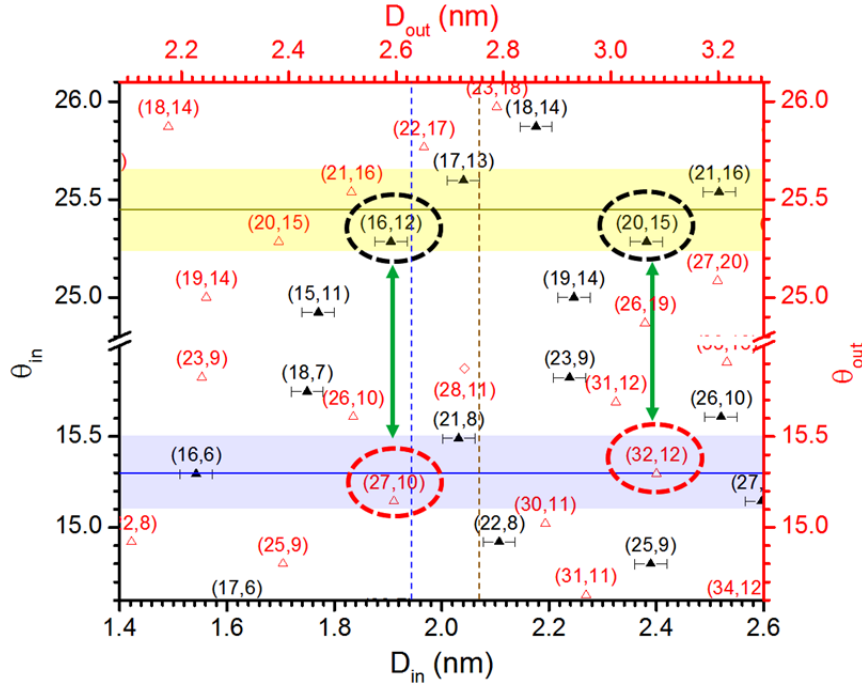 D_out (nm)
2.2 2.4 2.6 2.8 3.0 3.2
26.0 (18,14) (23,18) (18,14) 26.0
(22,17)
(17,13)
(21,16) (21,16)
25.5 25.5
(20,15) (16,12) (20,15)
(27,20)
(19,14) (19,14)
25.0 (15,11) (26,19) 25.0
θ_in θ_out
(23,9) (23,9)
(18,7) (28,11) (31,12)
(26,10) (26,10)
(21,8)
15.5 15.5
(16,6) (32,12)
(27,10) (27,
(30,11)
15.0 2,8) (22,8) 15.0
(25,9) (25,9)
(17,6) (31,11) (34,12
1.4 1.6 1.8 2.0 2.2 2.4 2.6
D_in (nm)